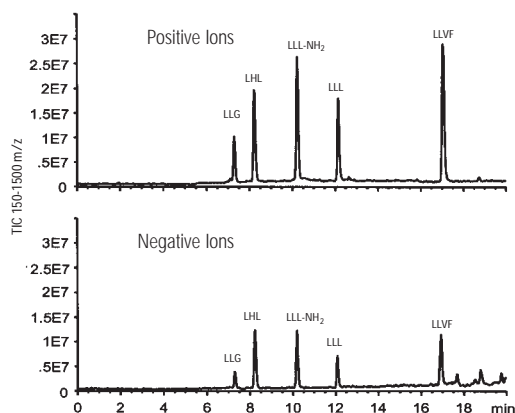 Positive Ions
3E7
2.5E7
2E7
1.5E7
1E7
.5E7
0
LLG
LHL
LLL-NH₂
LLL
LLVF
TIC 150-1500 m/z
Negative Ions
3E7
2.5E7
2E7
1.5E7
1E7
.5E7
0
LLG
LHL
LLL-NH₂
LLL
LLVF
0 2 4 6 8 10 12 14 16 18 min